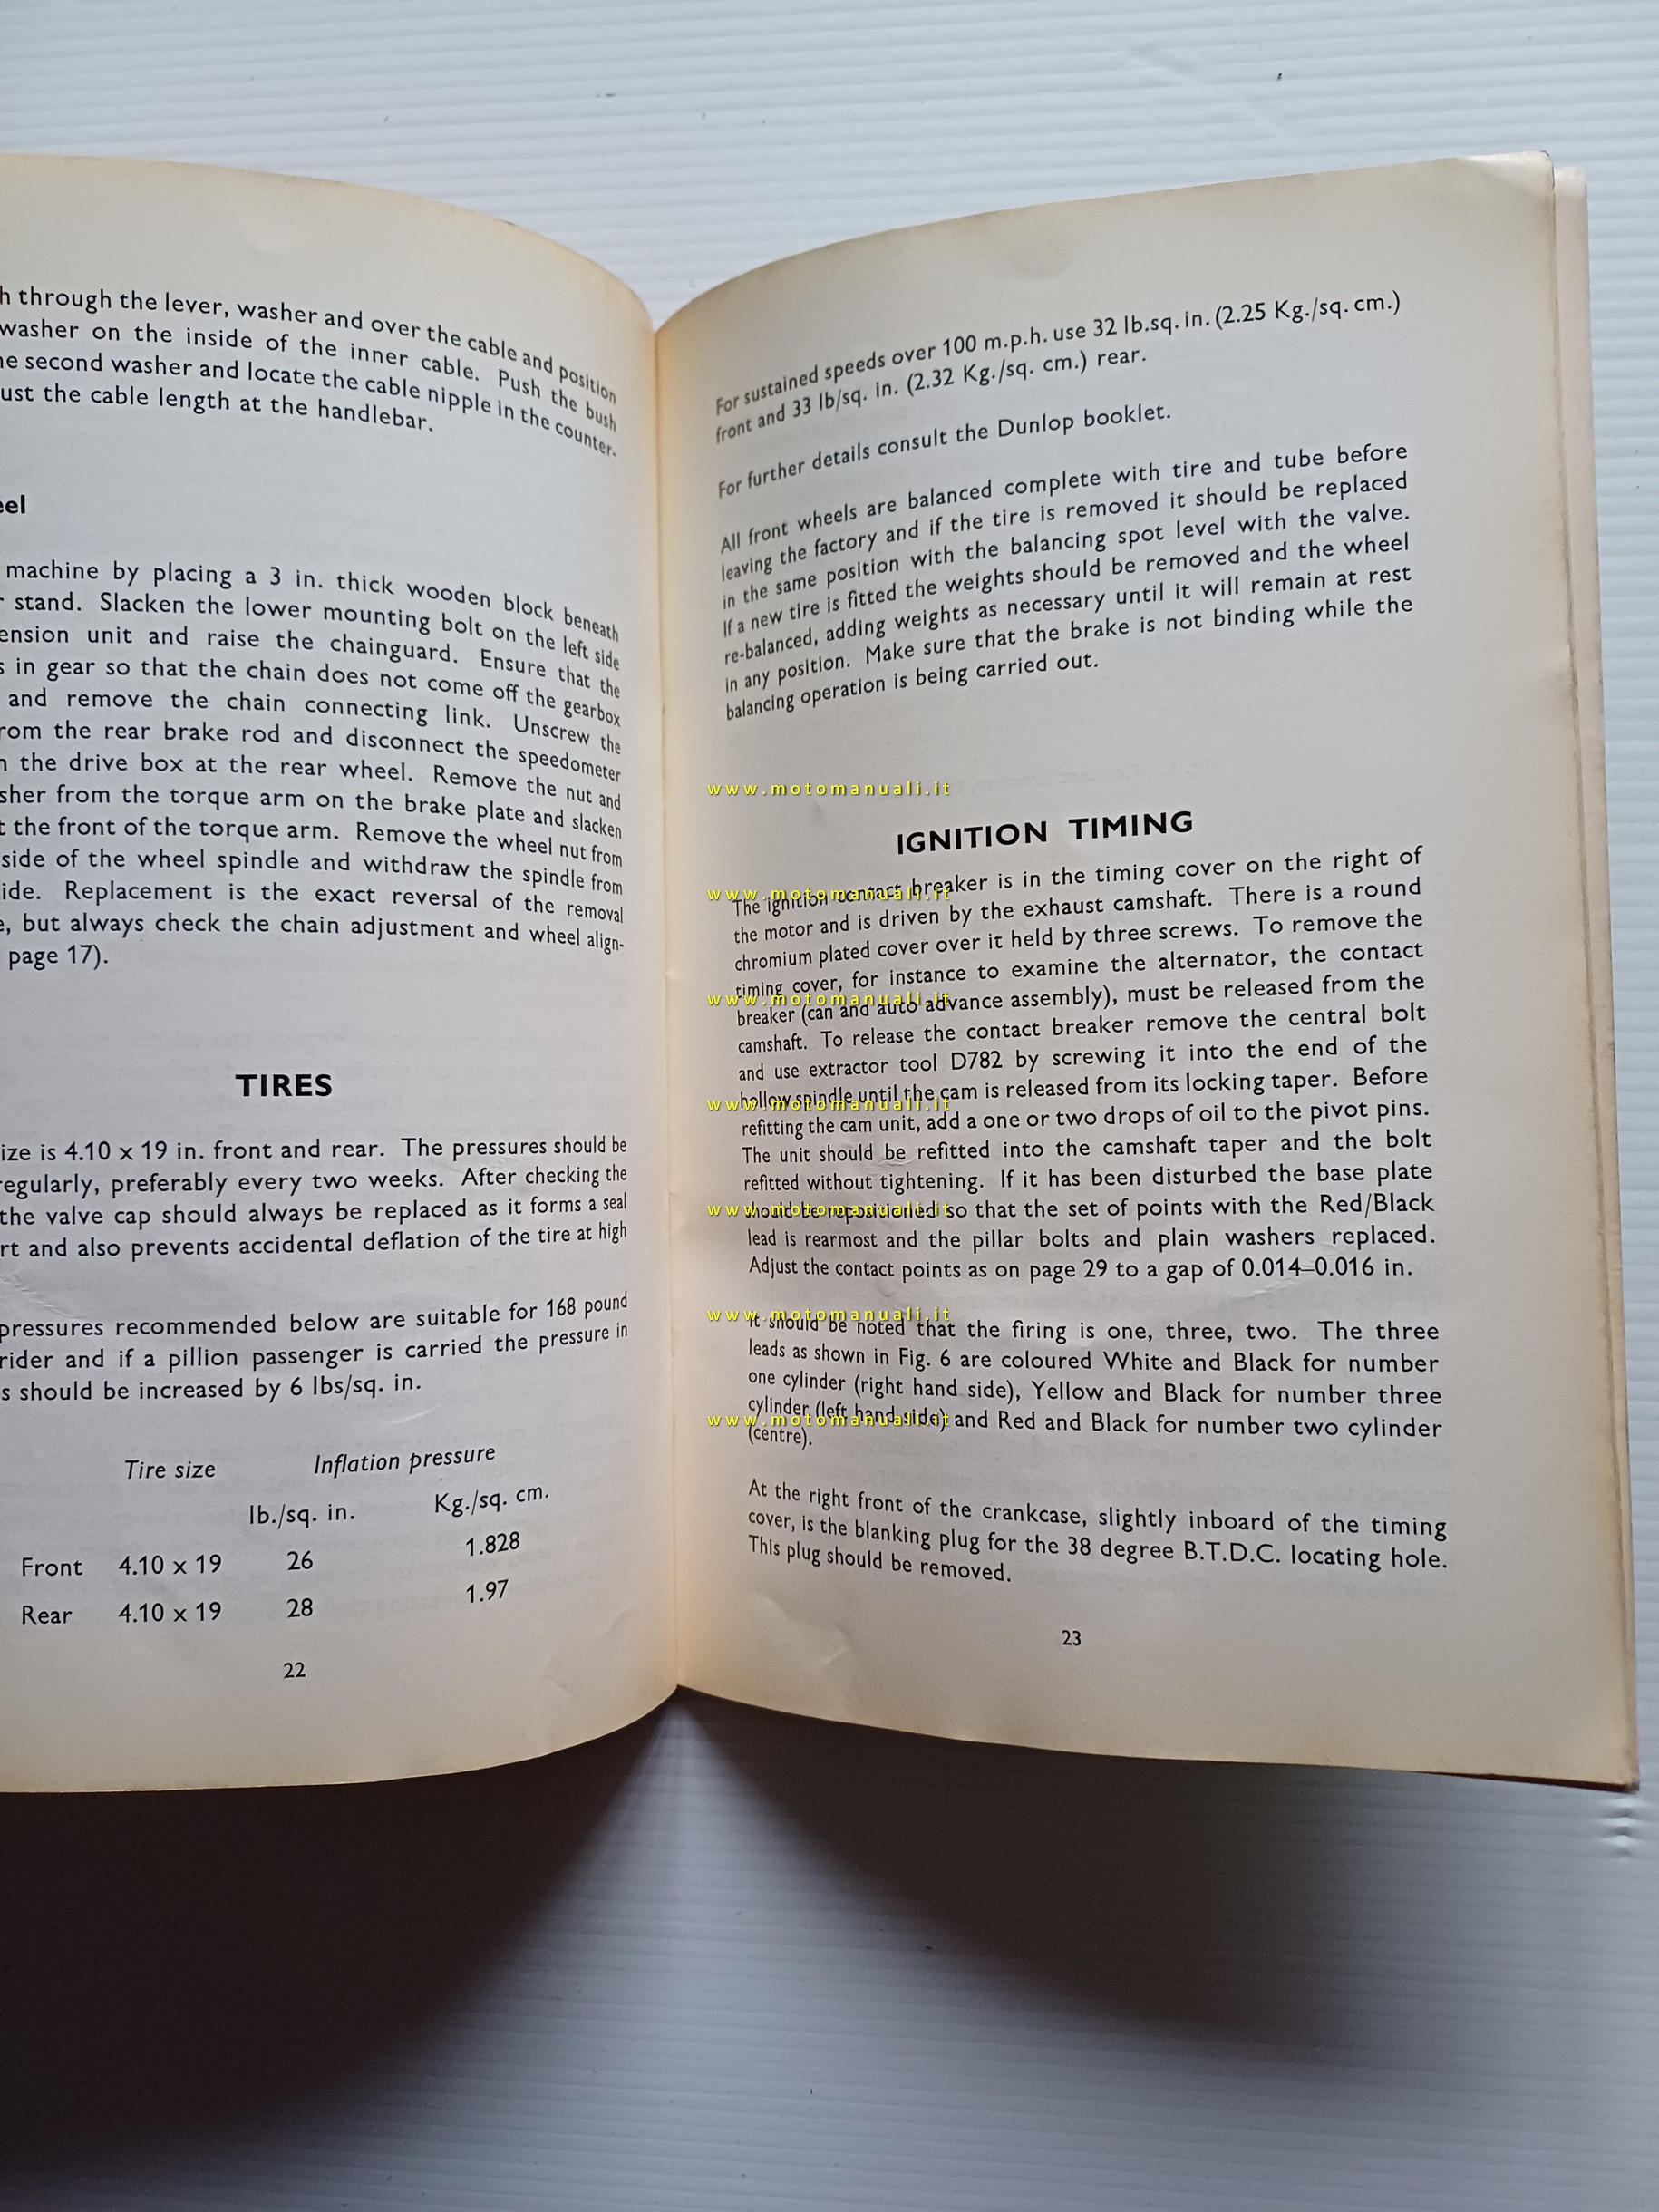 h through the lever, washer and over the cable and position
washer on the inside of the inner cable. Push the bush
he second washer and locate the cable nipple in the counter-
ust the cable length at the handlebar.
eel
machine by placing a 3 in. thick wooden block beneath
r stand. Slacken the lower mounting bolt on the left side
ension unit and raise the chainguard. Ensure that the
s in gear so that the chain does not come off the gearbox
and remove the chain connecting link. Unscrew the
rom the rear brake rod and disconnect the speedometer
n the drive box at the rear wheel. Remove the nut and
sher from the torque arm on the brake plate and slacken
t the front of the torque arm. Remove the wheel nut from
side of the wheel spindle and withdraw the spindle from
ide. Replacement is the exact reversal of the removal
e, but always check the chain adjustment and wheel align-
page 17).
TIRES
ize is 4.10 x 19 in. front and rear. The pressures should be
regularly, preferably every two weeks. After checking the
the valve cap should always be replaced as it forms a seal
rt and also prevents accidental deflation of the tire at high
pressures recommended below are suitable for 168 pound
rider and if a pillion passenger is carried the pressure in
s should be increased by 6 lbs/sq. in.
Tire size Inflation pressure
lb./sq. in. Kg./sq. cm.
Front 4.10 x 19 26 1.828
Rear 4.10 x 19 28 1.97
22
For sustained speeds over 100 m.p.h. use 32 lb.sq. in. (2.25 Kg./sq. cm.)
front and 33 lb/sq. in. (2.32 Kg./sq. cm.) rear.
For further details consult the Dunlop booklet.
All front wheels are balanced complete with tire and tube before
leaving the factory and if the tire is removed it should be replaced
in the same position with the balancing spot level with the valve.
If a new tire is fitted the weights should be removed and the wheel
re-balanced, adding weights as necessary until it will remain at rest
in any position. Make sure that the brake is not binding while the
balancing operation is being carried out.
www.motomanuali.it
IGNITION TIMING
The ignition contact breaker is in the timing cover on the right of
www.motomanuali.it
the motor and is driven by the exhaust camshaft. There is a round
chromium plated cover over it held by three screws. To remove the
timing cover, for instance to examine the alternator, the contact
www.motomanuali.it
breaker (can and auto advance assembly), must be released from the
camshaft. To release the contact breaker remove the central bolt
and use extractor tool D782 by screwing it into the end of the
hollow spindle until the cam is released from its locking taper. Before
www.motomanuali.it
refitting the cam unit, add a one or two drops of oil to the pivot pins.
The unit should be refitted into the camshaft taper and the bolt
refitted without tightening. If it has been disturbed the base plate
should be repositioned so that the set of points with the Red/Black
www.motomanuali.it
lead is rearmost and the pillar bolts and plain washers replaced.
Adjust the contact points as on page 29 to a gap of 0.014–0.016 in.
www.motomanuali.it
It should be noted that the firing is one, three, two. The three
leads as shown in Fig. 6 are coloured White and Black for number
one cylinder (right hand side), Yellow and Black for number three
cylinder (left hand side) and Red and Black for number two cylinder
www.motomanuali.it
(centre).
At the right front of the crankcase, slightly inboard of the timing
cover, is the blanking plug for the 38 degree B.T.D.C. locating hole.
This plug should be removed.
23